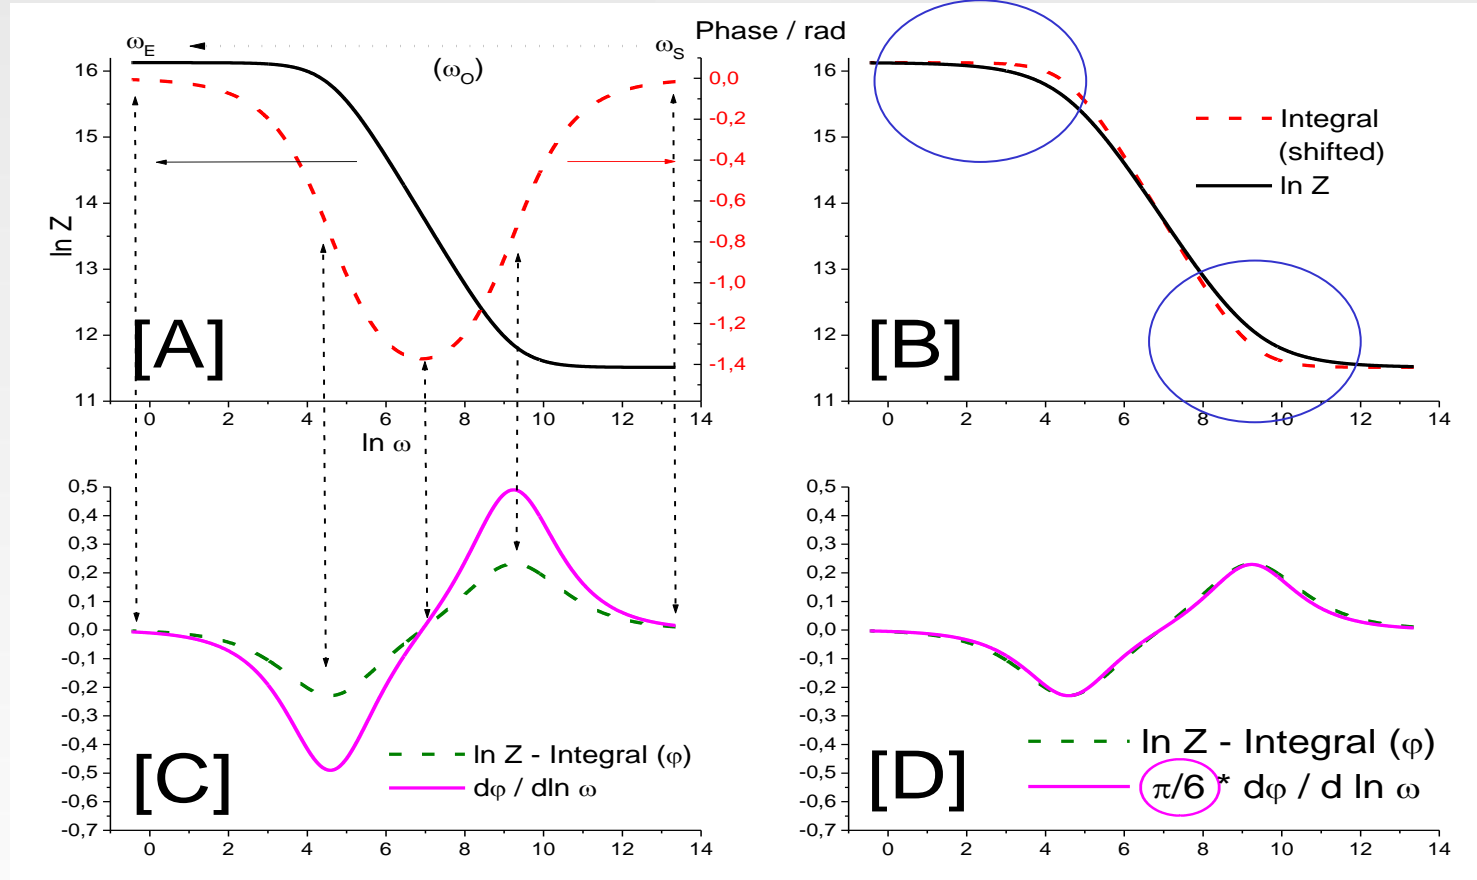 Phase / rad
ω_E
ω_S
(ω_O)
16
15
14
13
12
11
ln Z
0,0
-0,2
-0,4
-0,6
-0,8
-1,0
-1,2
-1,4
[A]
0 2 4 6 8 10 12 14
ln ω
16
15
14
13
12
11
Integral
(shifted)
ln Z
[B]
0 2 4 6 8 10 12 14
0,5
0,4
0,3
0,2
0,1
0,0
-0,1
-0,2
-0,3
-0,4
-0,5
-0,6
-0,7
[C]
ln Z - Integral (φ)
dφ / dln ω
0 2 4 6 8 10 12 14
0,5
0,4
0,3
0,2
0,1
0,0
-0,1
-0,2
-0,3
-0,4
-0,5
-0,6
-0,7
[D]
ln Z - Integral (φ)
π/6 * dφ / d ln ω
0 2 4 6 8 10 12 14